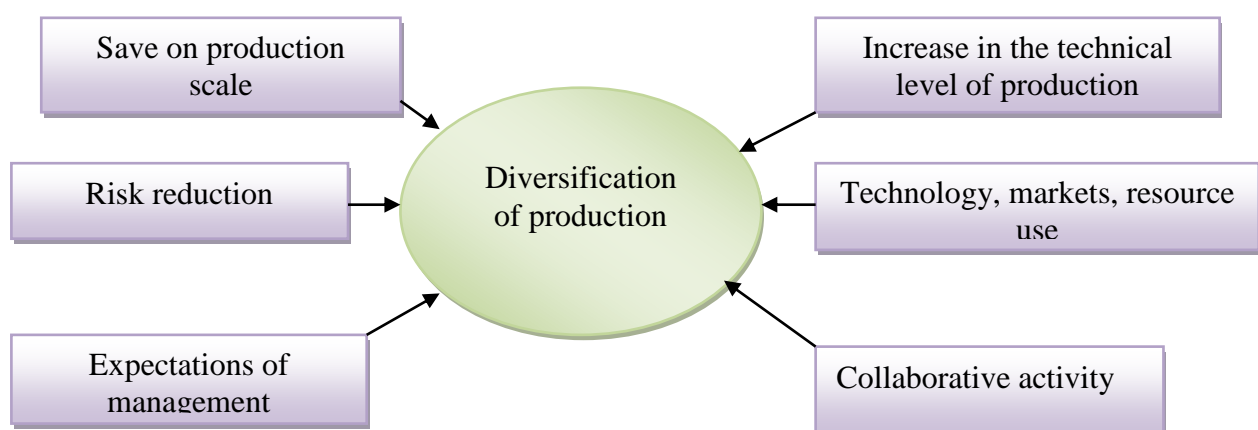 Save on production
scale
Risk reduction
Expectations of
management
Diversification
of production
Increase in the technical
level of production
Technology, markets, resource
use
Collaborative activity